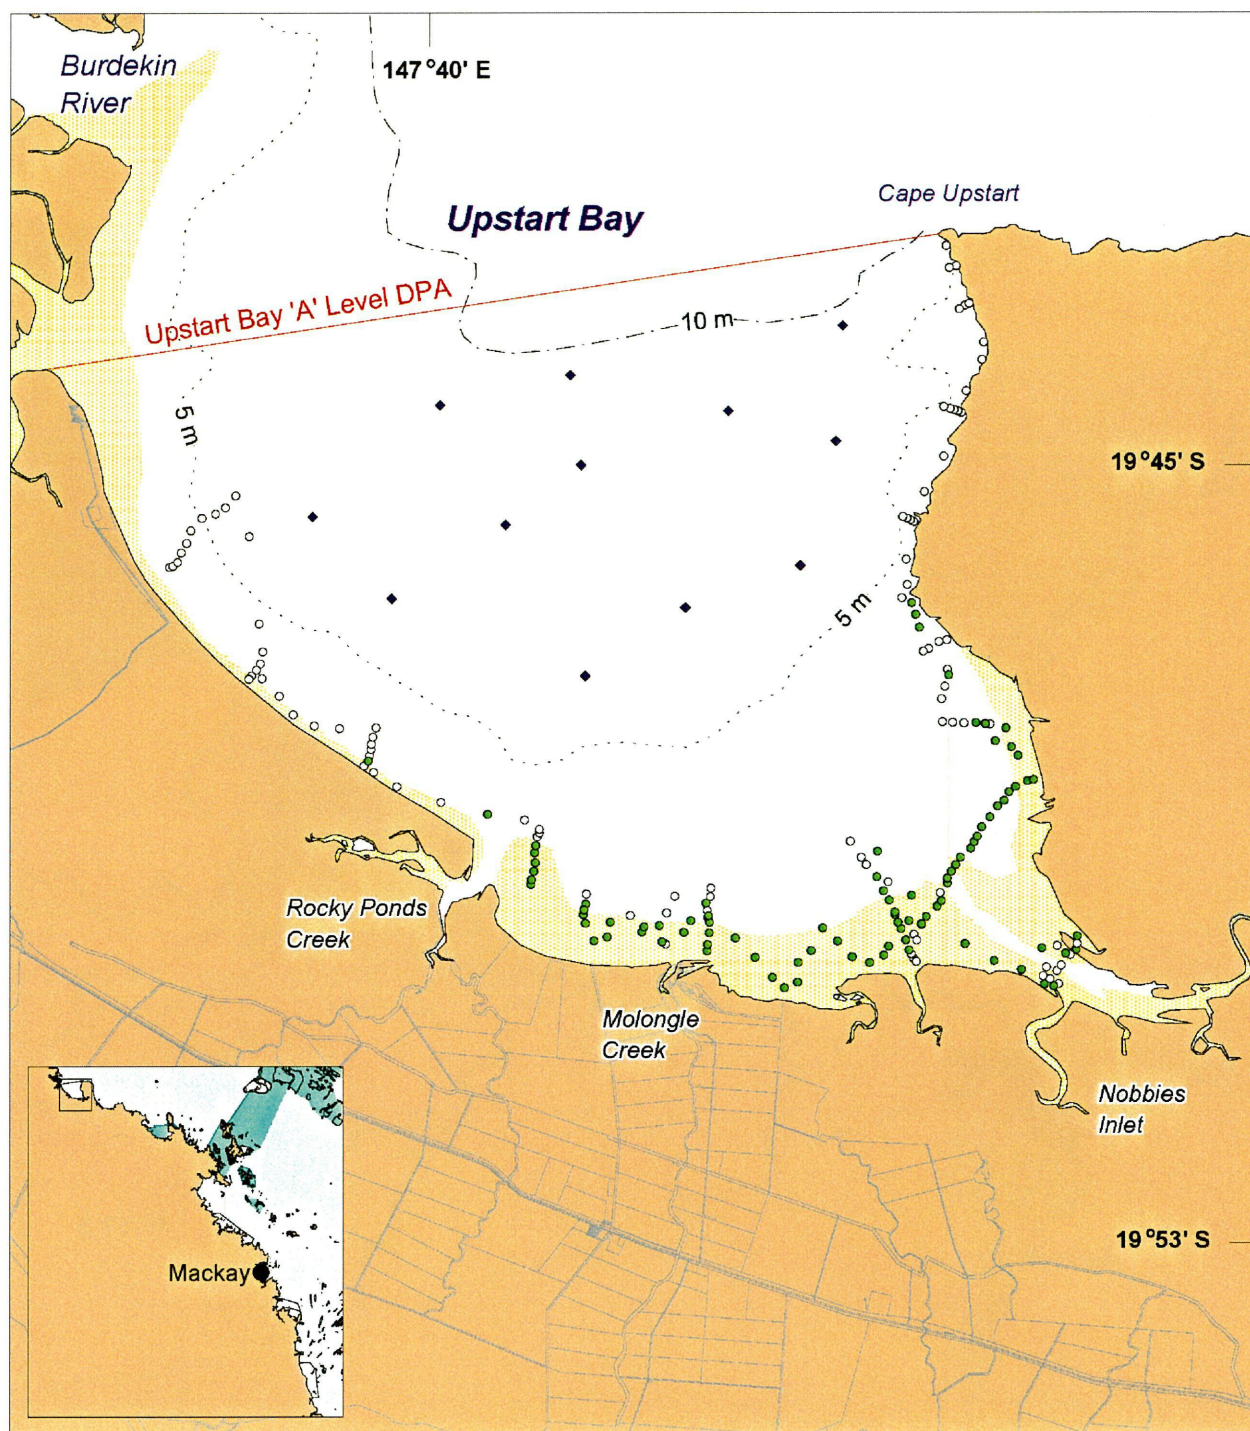 Burdekin
River
147°40' E
Cape Upstart
Upstart Bay
Upstart Bay 'A' Level DPA
10 m
5 m
19°45' S
5 m
Rocky Ponds
Creek
Molongle
Creek
Nobbies
Inlet
19°53' S
Mackay